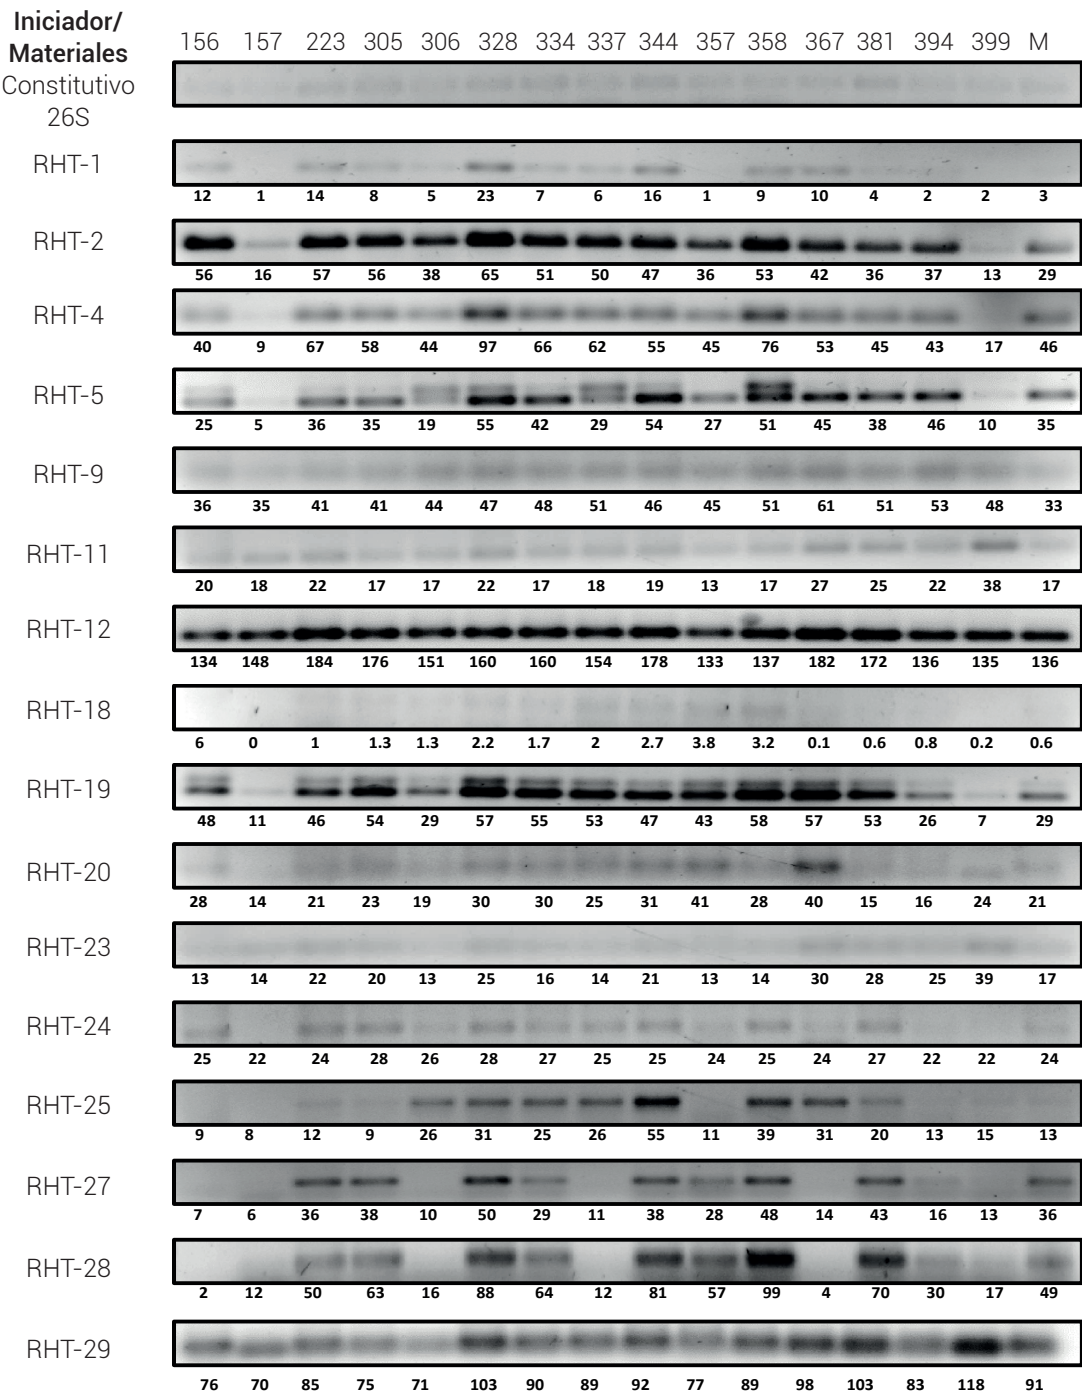 Iniciador/
Materiales
156 157 223 305 306 328 334 337 344 357 358 367 381 394 399 M
Constitutivo
26S
RHT-1
12 1 14 8 5 23 7 6 16 1 9 10 4 2 2 3
RHT-2
56 16 57 56 38 65 51 50 47 36 53 42 36 37 13 29
RHT-4
40 9 67 58 44 97 66 62 55 45 76 53 45 43 17 46
RHT-5
25 5 36 35 19 55 42 29 54 27 51 45 38 46 10 35
RHT-9
36 35 41 41 44 47 48 51 46 45 51 61 51 53 48 33
RHT-11
20 18 22 17 17 22 17 18 19 13 17 27 25 22 38 17
RHT-12
134 148 184 176 151 160 160 154 178 133 137 182 172 136 135 136
RHT-18
6 0 1 1.3 1.3 2.2 1.7 2 2.7 3.8 3.2 0.1 0.6 0.8 0.2 0.6
RHT-19
48 11 46 54 29 57 55 53 47 43 58 57 53 26 7 29
RHT-20
28 14 21 23 19 30 30 25 31 41 28 40 15 16 24 21
RHT-23
13 14 22 20 13 25 16 14 21 13 14 30 28 25 39 17
RHT-24
25 22 24 28 26 28 27 25 25 24 25 24 27 22 22 24
RHT-25
9 8 12 9 26 31 25 26 55 11 39 31 20 13 15 13
RHT-27
7 6 36 38 10 50 29 11 38 28 48 14 43 16 13 36
RHT-28
2 12 50 63 16 88 64 12 81 57 99 4 70 30 17 49
RHT-29
76 70 85 75 71 103 90 89 92 77 89 98 103 83 118 91